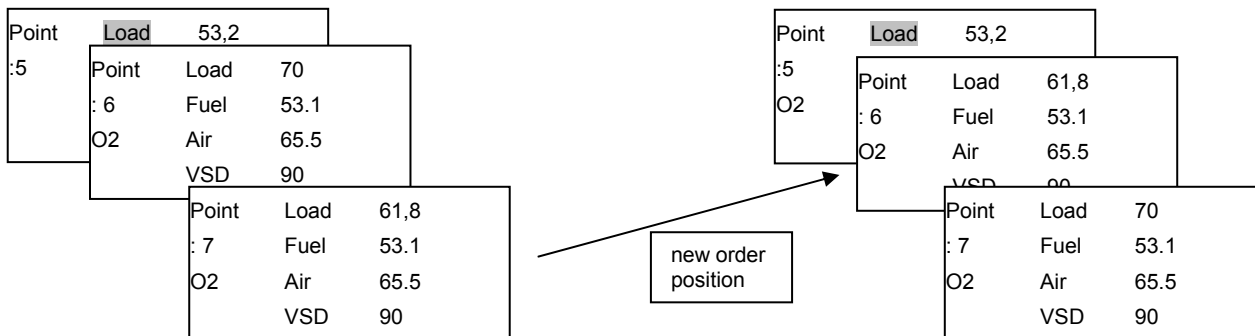 Point Load 53,2
:5
Point Load 70
: 6 Fuel 53.1
O2 Air 65.5
VSD 90
Point Load 61,8
: 7 Fuel 53.1
O2 Air 65.5
VSD 90
new order
position
Point Load 53,2
:5
O2
Point Load 61,8
: 6 Fuel 53.1
O2 Air 65.5
VSD 90
Point Load 70
: 7 Fuel 53.1
O2 Air 65.5
VSD 90